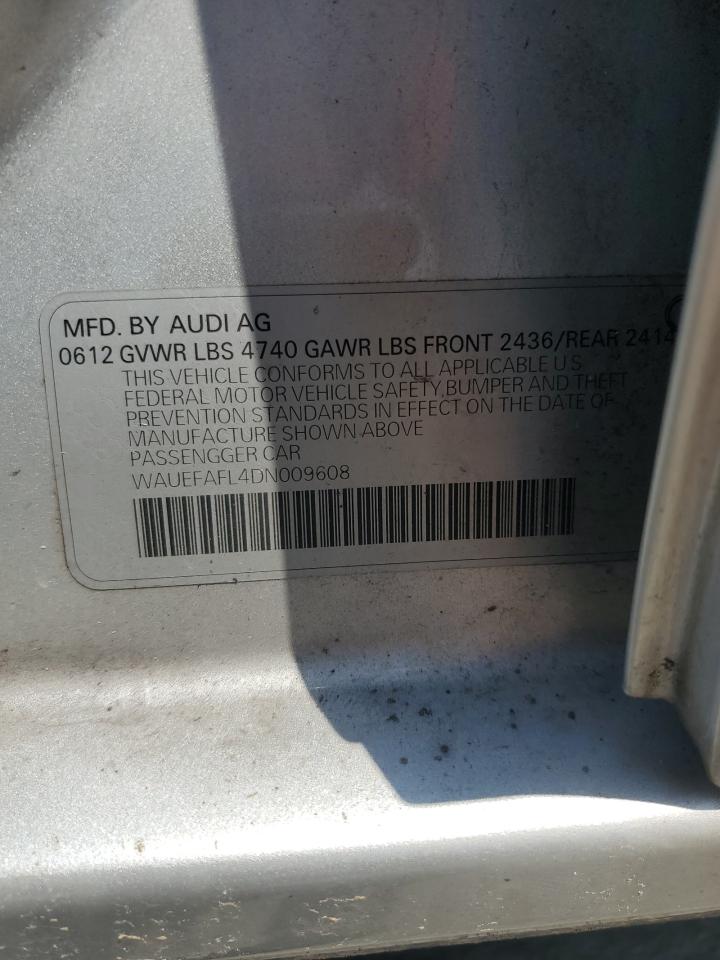 MFD. BY AUDI AG
0612 GVWR LBS 4740 GAWR LBS FRONT 2436/REAR 2414
THIS VEHICLE CONFORMS TO ALL APPLICABLE U S
FEDERAL MOTOR VEHICLE SAFETY,BUMPER AND THEFT
PREVENTION STANDARDS IN EFFECT ON THE DATE OF
MANUFACTURE SHOWN ABOVE
PASSENGGER CAR
WAUEFAFL4DN009608